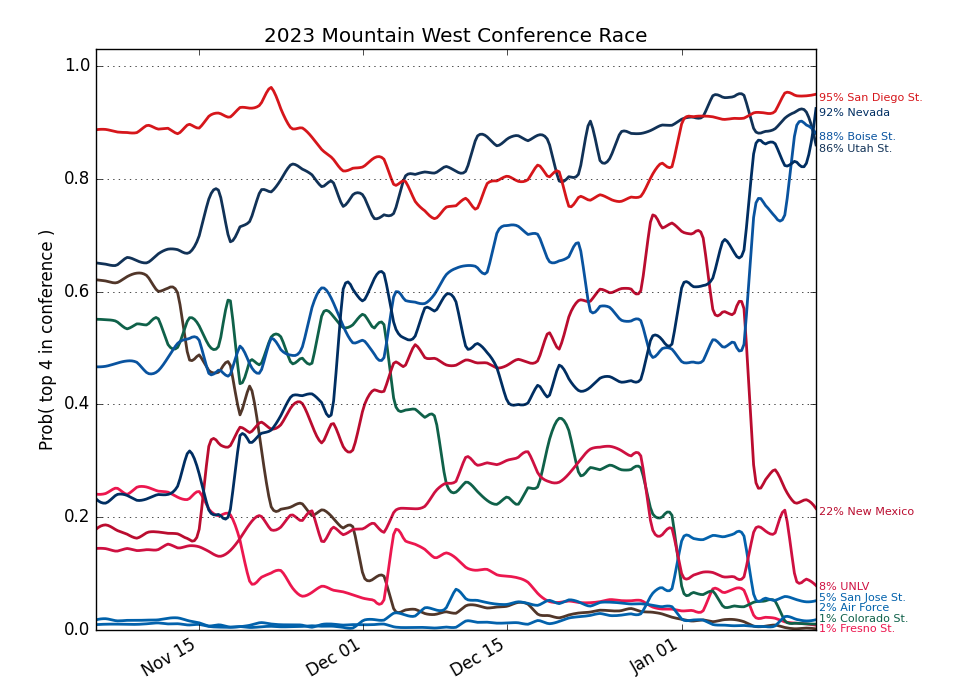 2023 Mountain West Conference Race
Prob( top 4 in conference )
1.0
0.8
0.6
0.4
0.2
0.0
Nov 15
Dec 01
Dec 15
Jan 01
95% San Diego St.
92% Nevada
88% Boise St.
86% Utah St.
22% New Mexico
8% UNLV
5% San Jose St.
2% Air Force
1% Colorado St.
1% Fresno St.